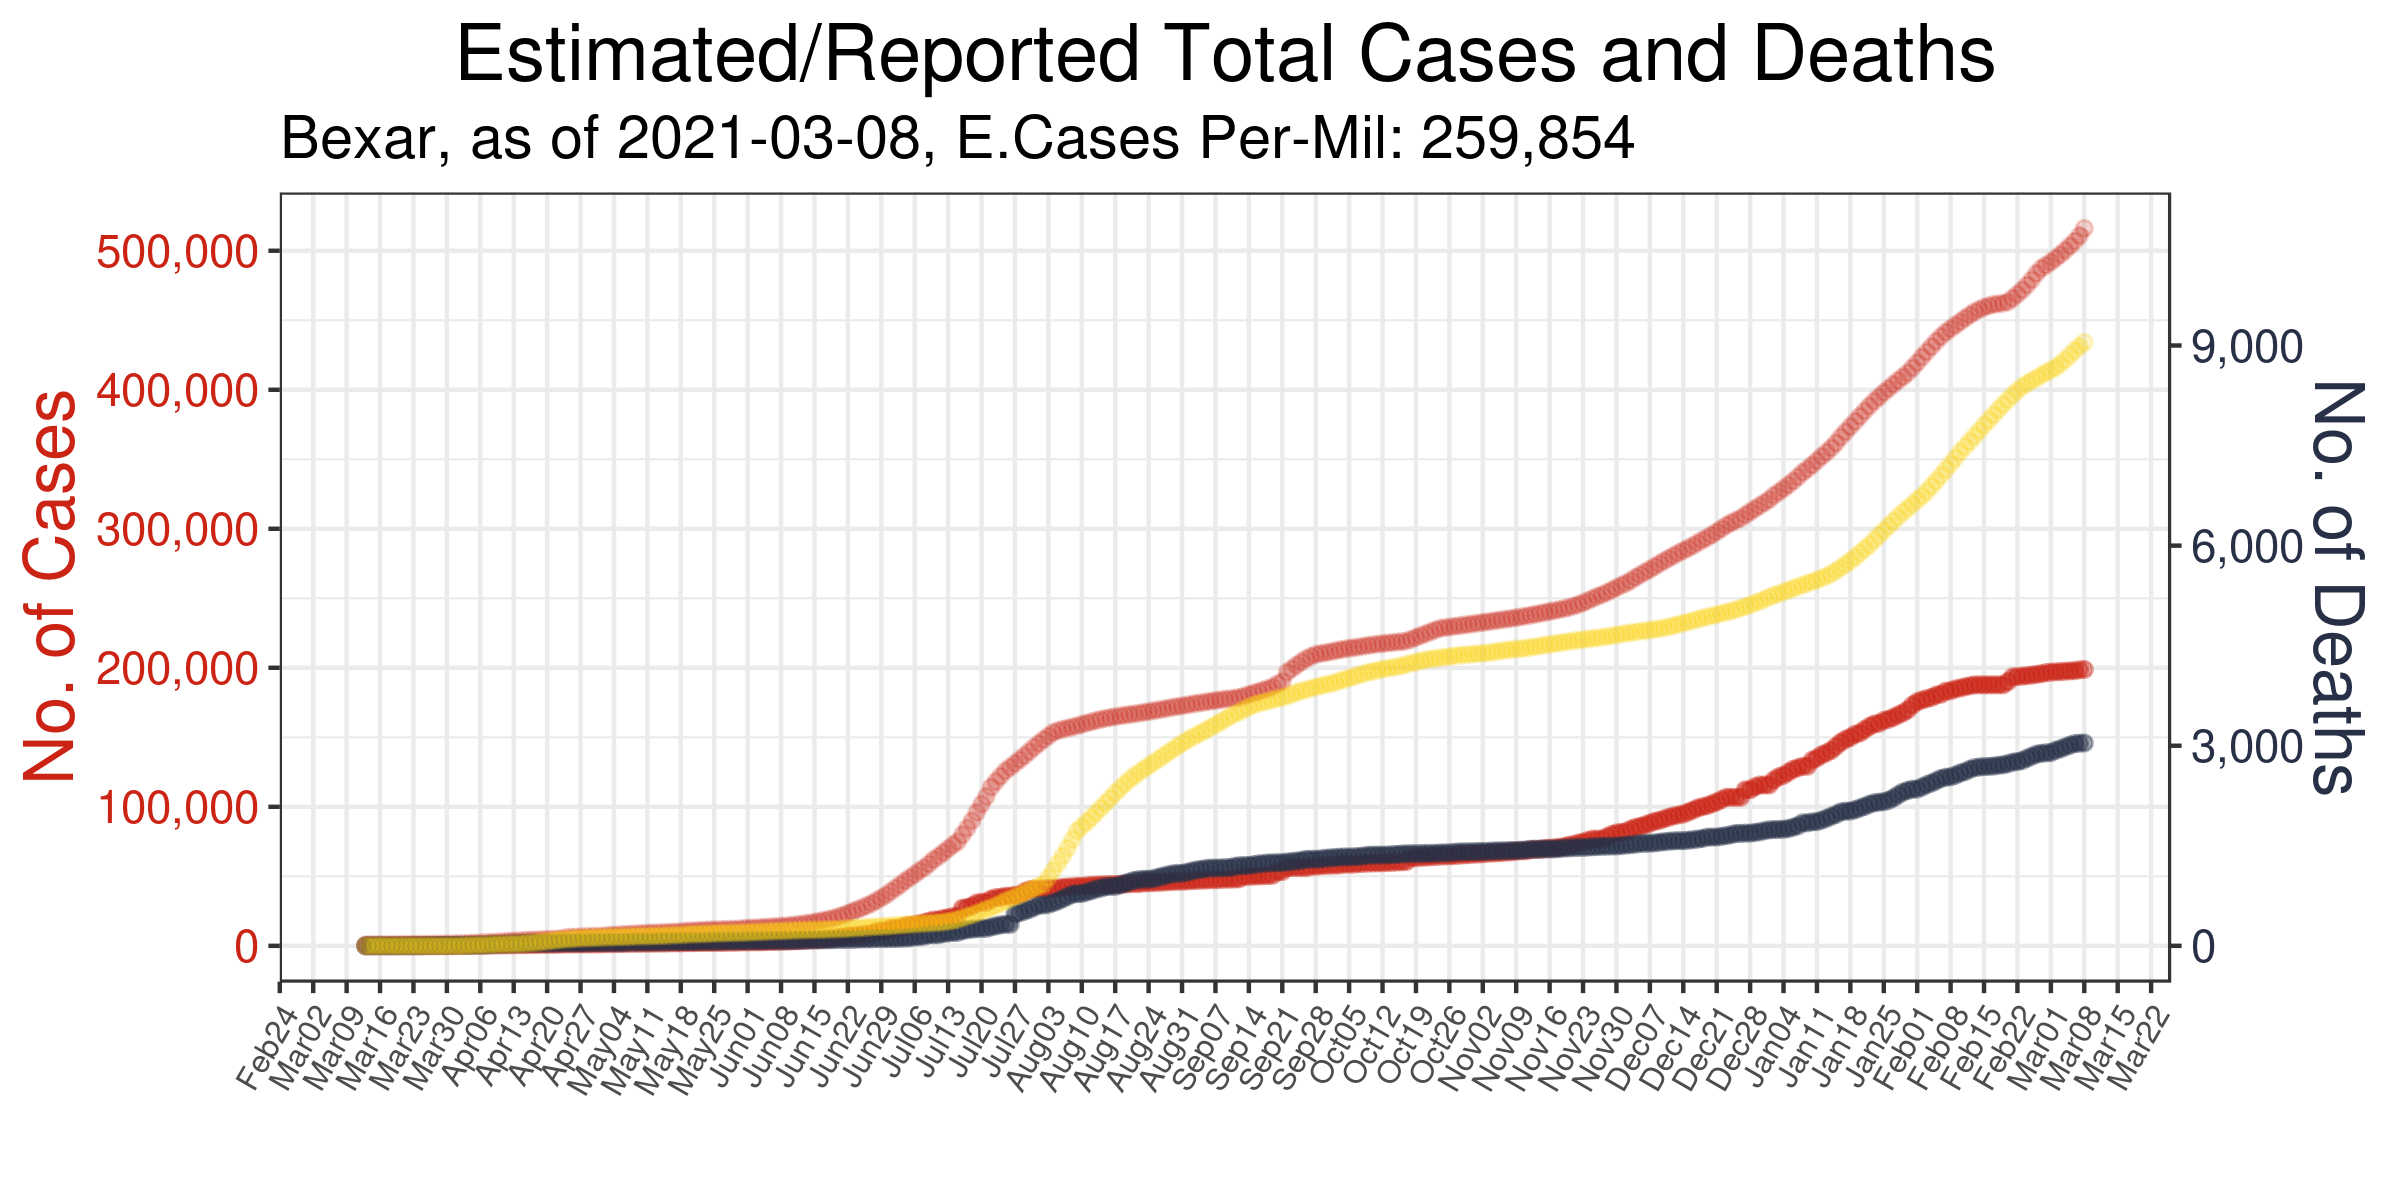 Estimated/Reported Total Cases and Deaths
Bexar, as of 2021-03-08, E.Cases Per-Mil: 259,854
No. of Cases
500,000
400,000
300,000
200,000
100,000
0
9,000
6,000
3,000
0
No. of Deaths
Feb24
Mar02
Mar09
Mar16
Mar23
Mar30
Apr06
Apr13
Apr20
Apr27
May04
May11
May18
May25
Jun01
Jun08
Jun15
Jun22
Jun29
Jul06
Jul13
Jul20
Jul27
Aug03
Aug10
Aug17
Aug24
Aug31
Sep07
Sep14
Sep21
Sep28
Oct05
Oct12
Oct19
Oct26
Nov02
Nov09
Nov16
Nov23
Nov30
Dec07
Dec14
Dec21
Dec28
Jan04
Jan11
Jan18
Jan25
Feb01
Feb08
Feb15
Feb22
Mar01
Mar08
Mar15
Mar22